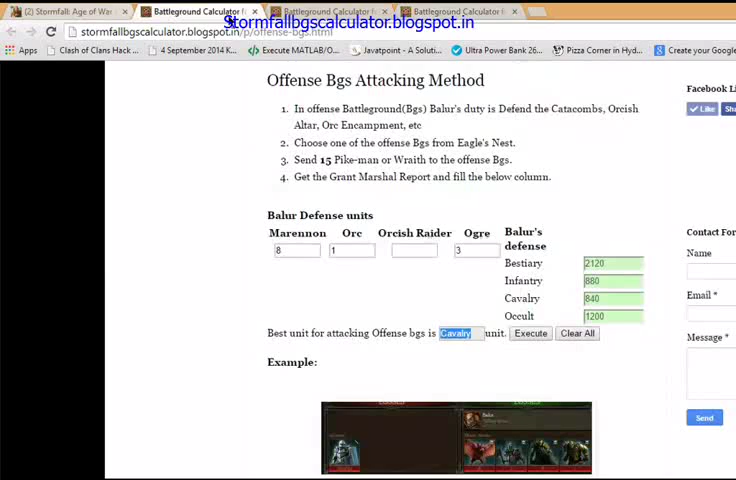 (2) Stormfall: Age of War
Battleground Calculator f
Battleground Calculator f
Battleground Calculator f
Stormfallbgscalculator.blogspot.in
stormfallbgscalculator.blogspot.in/p/offense-bgs.html
Apps
Clash of Clans Hack ...
4 September 2014 K...
Execute MATLAB/O...
Javatpoint - A Soluti...
Ultra Power Bank 26...
Pizza Corner in Hyd...
Create your Google
Offense Bgs Attacking Method
1. In offense Battleground(Bgs) Balur's duty is Defend the Catacombs, Orcish
Altar, Orc Encampment, etc
2. Choose one of the offense Bgs from Eagle's Nest.
3. Send 15 Pike-man or Wraith to the offense Bgs.
4. Get the Grant Marshal Report and fill the below column.
Balur Defense units
Marennon Orc Orcish Raider Ogre
8 1 3
Balur's
defense
Bestiary 2120
Infantry 880
Cavalry 840
Occult 1200
Best unit for attacking Offense bgs is Cavalry unit. Execute Clear All
Example:
Facebook Li
Like Sha
Contact For
Name
Email *
Message *
Send